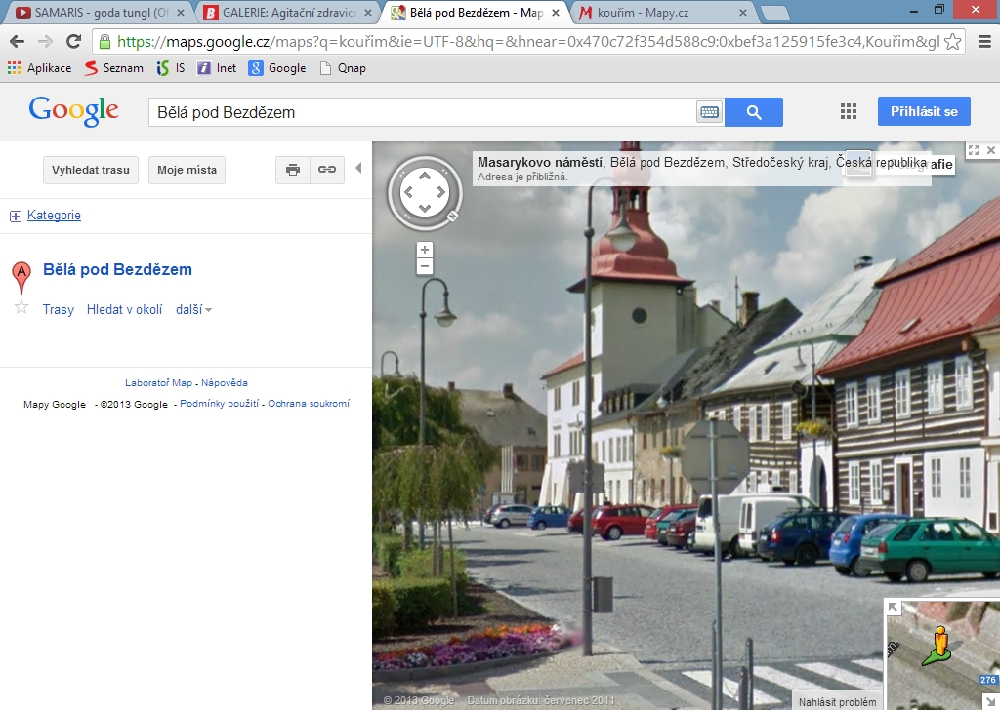 SAMARIS - goda tungl (Of
GALERIE: Agitační zdravice
Bělá pod Bezdězem - Map
kouřim - Mapy.cz
https://maps.google.cz/maps?q=kouřim&ie=UTF-8&hq=&hnear=0x470c72f354d588c9:0xbef3a125915fe3c4,Kouřim&gl
Aplikace
Seznam
IS
Inet
Google
Qnap
Google
Bělá pod Bezdězem
Přihlásit se
Vyhledat trasu
Moje místa
Kategorie
A
Bělá pod Bezdězem
Trasy Hledat v okolí další
Laboratoř Map - Nápověda
Mapy Google - ©2013 Google - Podmínky použití - Ochrana soukromí
Masarykovo náměstí, Bělá pod Bezdězem, Středočeský kraj, Česká republika
Adresa je přibližná.
N
276
© 2013 Google Datum obrázku: červenec 2011
Nahlásit problém